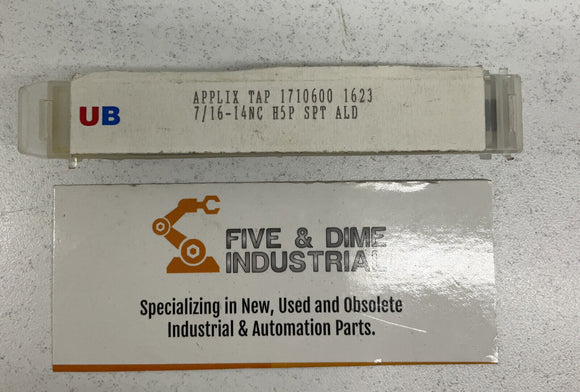 UB
APPLIX TAP 1710600 1623
7/16-14NC H5P SPT ALD
FIVE & DIME
INDUSTRIAL
Specializing in New, Used and Obsolete
Industrial & Automation Parts.